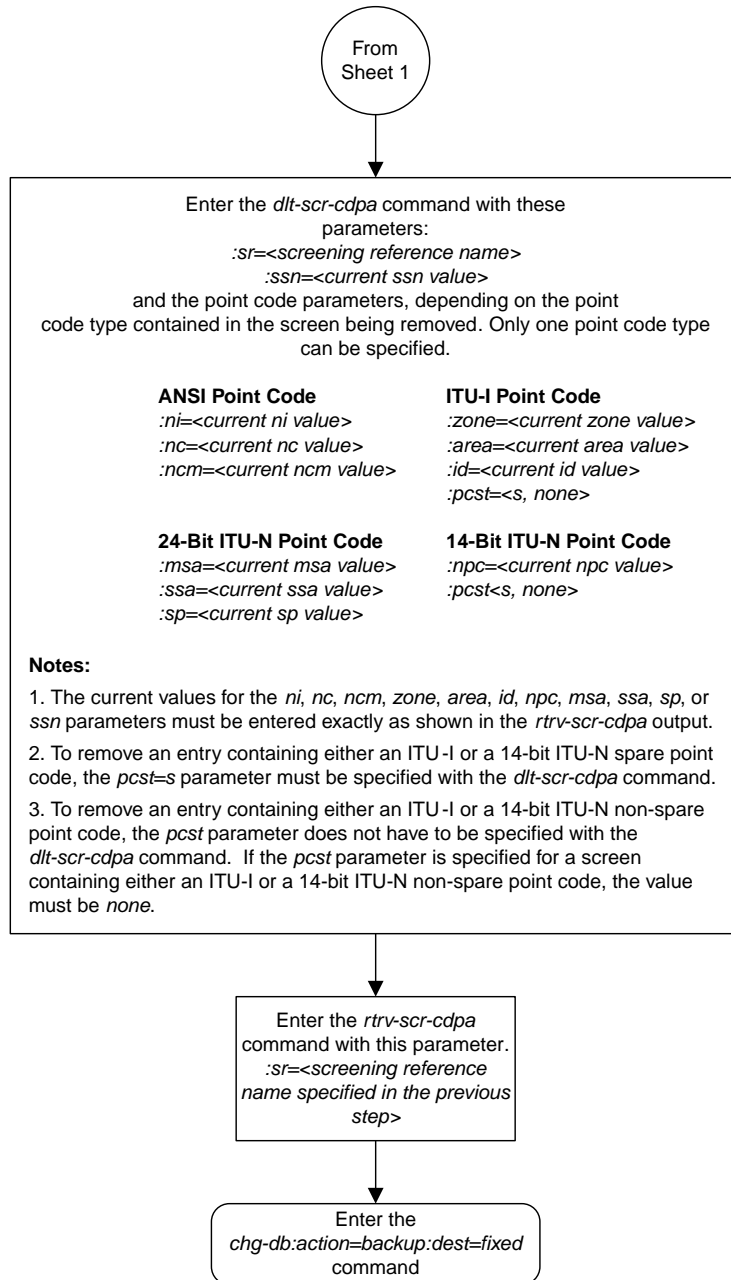 From
Sheet 1
Enter the dlt-scr-cdpa command with these
parameters:
:sr=<screening reference name>
:ssn=<current ssn value>
and the point code parameters, depending on the point
code type contained in the screen being removed. Only one point code type
can be specified.
ANSI Point Code
:ni=<current ni value>
:nc=<current nc value>
:ncm=<current ncm value>
ITU-I Point Code
:zone=<current zone value>
:area=<current area value>
:id=<current id value>
:pcst=<s, none>
24-Bit ITU-N Point Code
:msa=<current msa value>
:ssa=<current ssa value>
:sp=<current sp value>
14-Bit ITU-N Point Code
:npc=<current npc value>
:pcst<s, none>
Notes:
1. The current values for the ni, nc, ncm, zone, area, id, npc, msa, ssa, sp, or
ssn parameters must be entered exactly as shown in the rtrv-scr-cdpa output.
2. To remove an entry containing either an ITU-I or a 14-bit ITU-N spare point
code, the pcst=s parameter must be specified with the dlt-scr-cdpa command.
3. To remove an entry containing either an ITU-I or a 14-bit ITU-N non-spare
point code, the pcst parameter does not have to be specified with the
dlt-scr-cdpa command. If the pcst parameter is specified for a screen
containing either an ITU-I or a 14-bit ITU-N non-spare point code, the value
must be none.
Enter the rtrv-scr-cdpa
command with this parameter.
:sr=<screening reference
name specified in the previous
step>
Enter the
chg-db:action=backup:dest=fixed
command